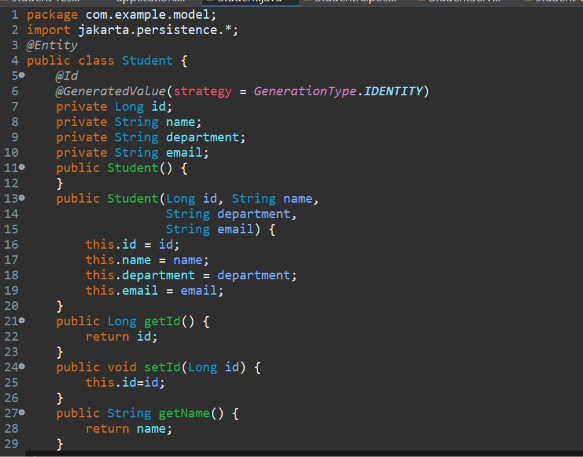 1 package com.example.model;
2 import jakarta.persistence.*;
3 @Entity
4 public class Student {
5 @Id
6 @GeneratedValue(strategy = GenerationType.IDENTITY)
7 private Long id;
8 private String name;
9 private String department;
10 private String email;
11 public Student() {
12 }
13 public Student(Long id, String name,
14 String department,
15 String email) {
16 this.id = id;
17 this.name = name;
18 this.department = department;
19 this.email = email;
20 }
21 public Long getId() {
22 return id;
23 }
24 public void setId(Long id) {
25 this.id=id;
26 }
27 public String getName() {
28 return name;
29 }